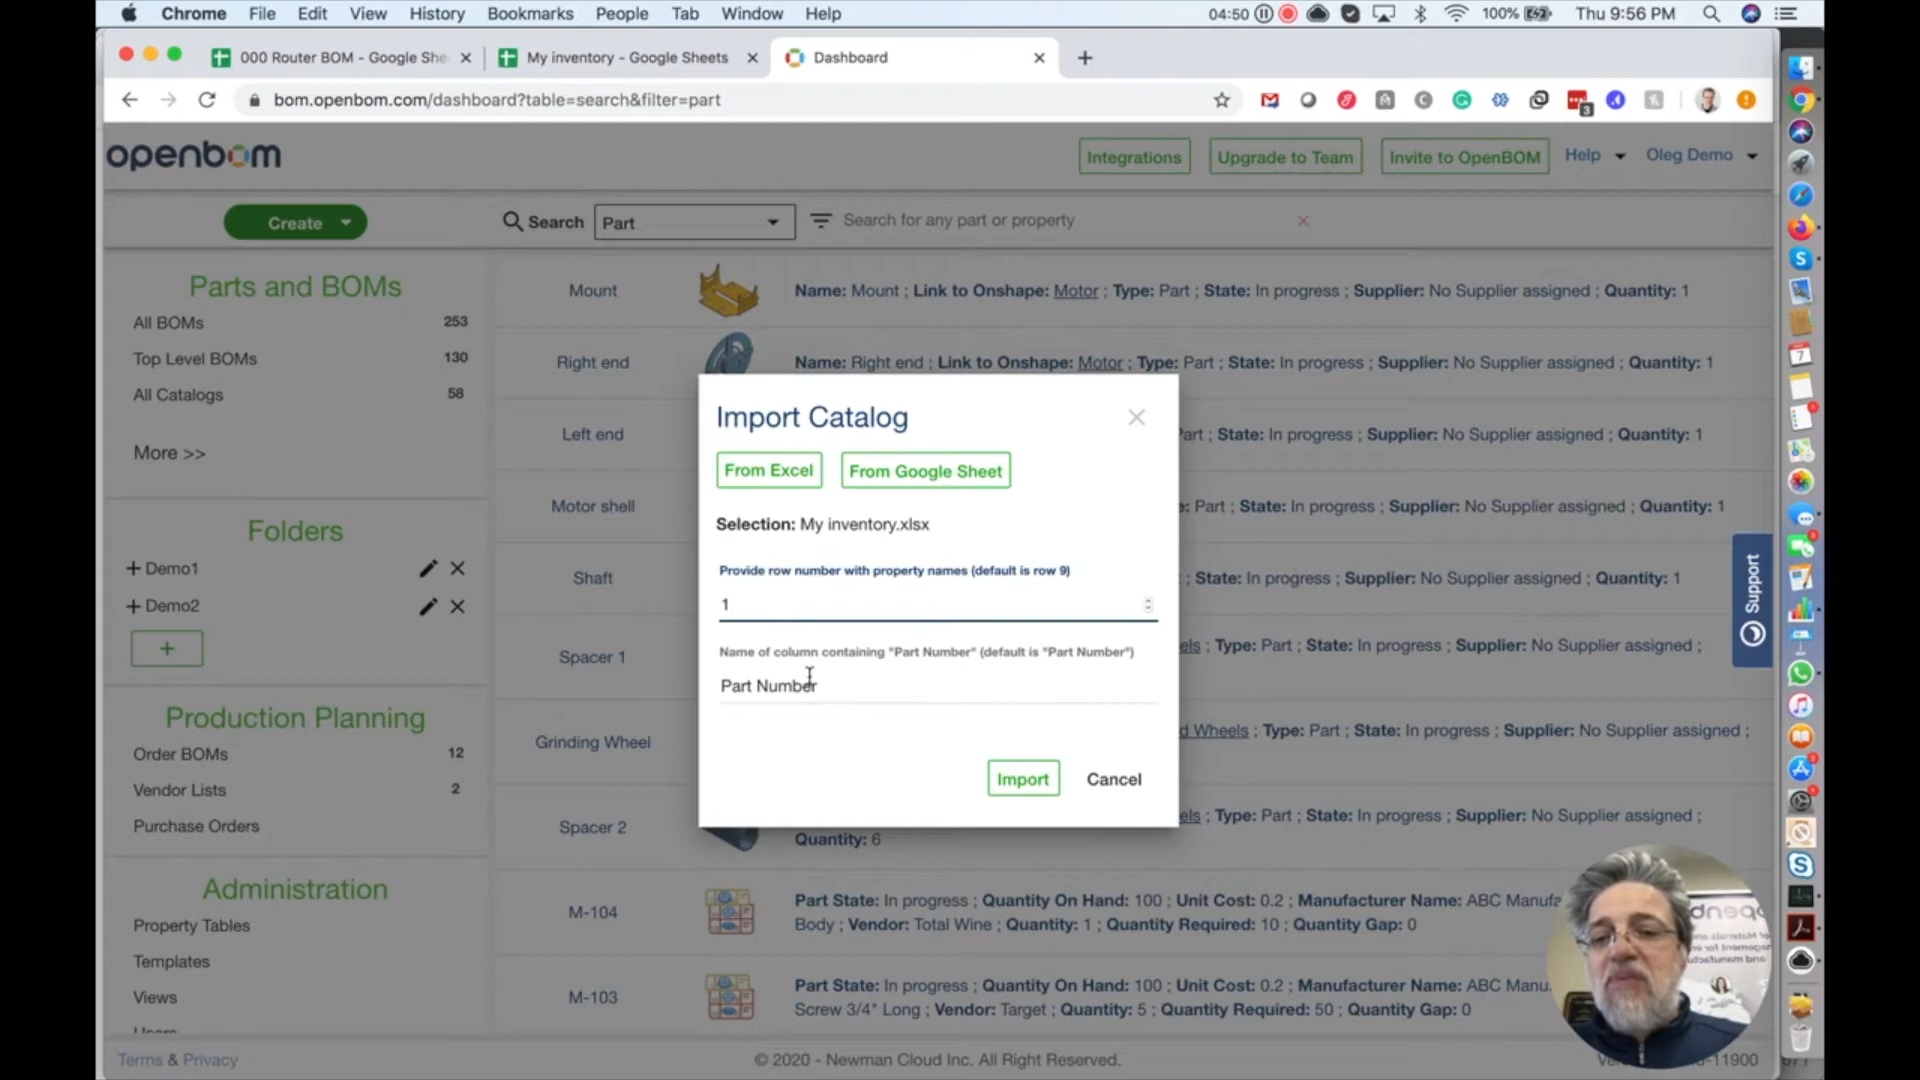 Chrome File Edit View History Bookmarks People Tab Window Help 04:50 100% Thu 9:56 PM
000 Router BOM - Google She
My inventory - Google Sheets
Dashboard
bom.openbom.com/dashboard?table=search&filter=part
3
openbom
Integrations
Upgrade to Team
Invite to OpenBOM
Help
Oleg Demo
Create
Search
Part
Search for any part or property
Parts and BOMs
All BOMs 253
Top Level BOMs 130
All Catalogs 58
More >>
Folders
Demo1
Demo2
+
Production Planning
Order BOMs 12
Vendor Lists 2
Purchase Orders
Administration
Property Tables
Templates
Views
Users
Mount
Name: Mount ; Link to Onshape: Motor ; Type: Part ; State: In progress ; Supplier: No Supplier assigned ; Quantity: 1
Right end
Name: Right end ; Link to Onshape: Motor ; Type: Part ; State: In progress ; Supplier: No Supplier assigned ; Quantity: 1
Left end
Part ; State: In progress ; Supplier: No Supplier assigned ; Quantity: 1
Motor shell
e: Part ; State: In progress ; Supplier: No Supplier assigned ; Quantity: 1
Shaft
; State: In progress ; Supplier: No Supplier assigned ; Quantity: 1
Spacer 1
els ; Type: Part ; State: In progress ; Supplier: No Supplier assigned ;
Grinding Wheel
d Wheels ; Type: Part ; State: In progress ; Supplier: No Supplier assigned ;
Spacer 2
els ; Type: Part ; State: In progress ; Supplier: No Supplier assigned ;
Quantity: 6
M-104
Part State: In progress ; Quantity On Hand: 100 ; Unit Cost: 0.2 ; Manufacturer Name: ABC Manufa
Body ; Vendor: Total Wine ; Quantity: 1 ; Quantity Required: 10 ; Quantity Gap: 0
M-103
Part State: In progress ; Quantity On Hand: 100 ; Unit Cost: 0.2 ; Manufacturer Name: ABC Manu
Screw 3/4" Long ; Vendor: Target ; Quantity: 5 ; Quantity Required: 50 ; Quantity Gap: 0
Import Catalog
From Excel
From Google Sheet
Selection: My inventory.xlsx
Provide row number with property names (default is row 9)
1
Name of column containing "Part Number" (default is "Part Number")
Part Number
Import
Cancel
Support
Terms & Privacy
© 2020 - Newman Cloud Inc. All Right Reserved.
-11900